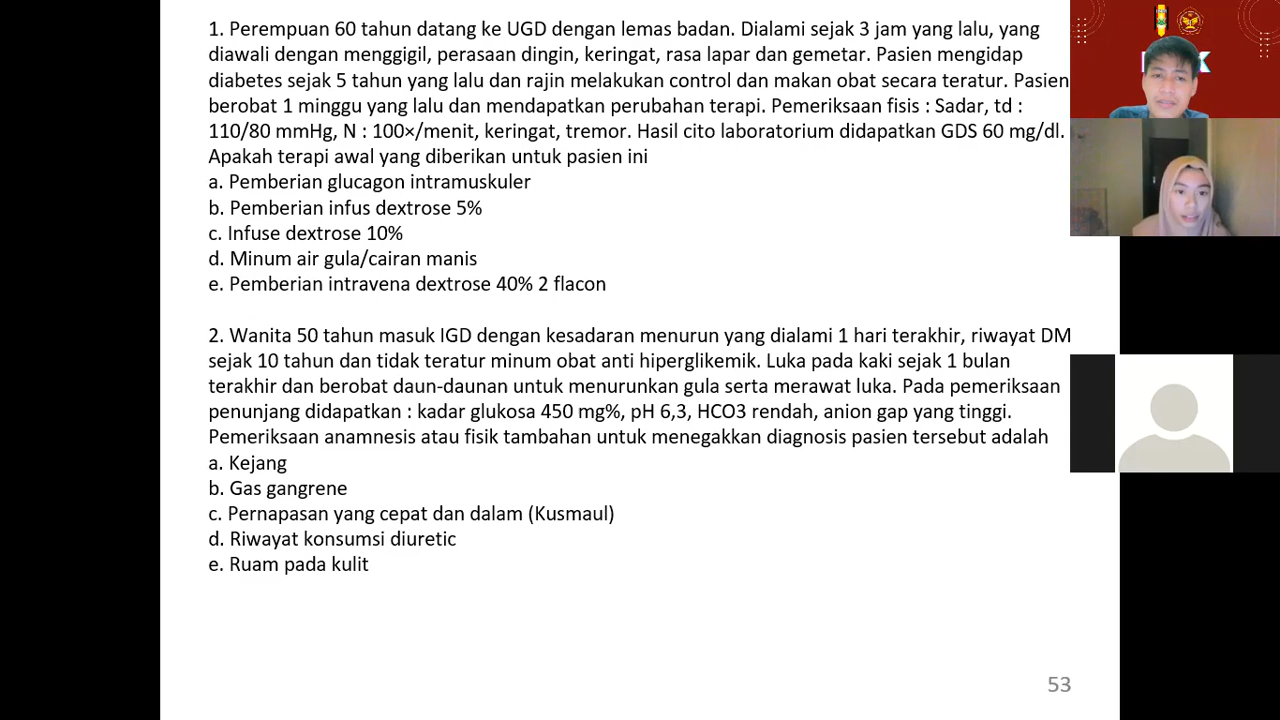 1. Perempuan 60 tahun datang ke UGD dengan lemas badan. Dialami sejak 3 jam yang lalu, yang
diawali dengan menggigil, perasaan dingin, keringat, rasa lapar dan gemetar. Pasien mengidap
diabetes sejak 5 tahun yang lalu dan rajin melakukan control dan makan obat secara teratur. Pasien
berobat 1 minggu yang lalu dan mendapatkan perubahan terapi. Pemeriksaan fisis : Sadar, td :
110/80 mmHg, N : 100×/menit, keringat, tremor. Hasil cito laboratorium didapatkan GDS 60 mg/dl.
Apakah terapi awal yang diberikan untuk pasien ini
a. Pemberian glucagon intramuskuler
b. Pemberian infus dextrose 5%
c. Infuse dextrose 10%
d. Minum air gula/cairan manis
e. Pemberian intravena dextrose 40% 2 flacon
2. Wanita 50 tahun masuk IGD dengan kesadaran menurun yang dialami 1 hari terakhir, riwayat DM
sejak 10 tahun dan tidak teratur minum obat anti hiperglikemik. Luka pada kaki sejak 1 bulan
terakhir dan berobat daun-daunan untuk menurunkan gula serta merawat luka. Pada pemeriksaan
penunjang didapatkan : kadar glukosa 450 mg%, pH 6,3, HCO3 rendah, anion gap yang tinggi.
Pemeriksaan anamnesis atau fisik tambahan untuk menegakkan diagnosis pasien tersebut adalah
a. Kejang
b. Gas gangrene
c. Pernapasan yang cepat dan dalam (Kusmaul)
d. Riwayat konsumsi diuretic
e. Ruam pada kulit
53